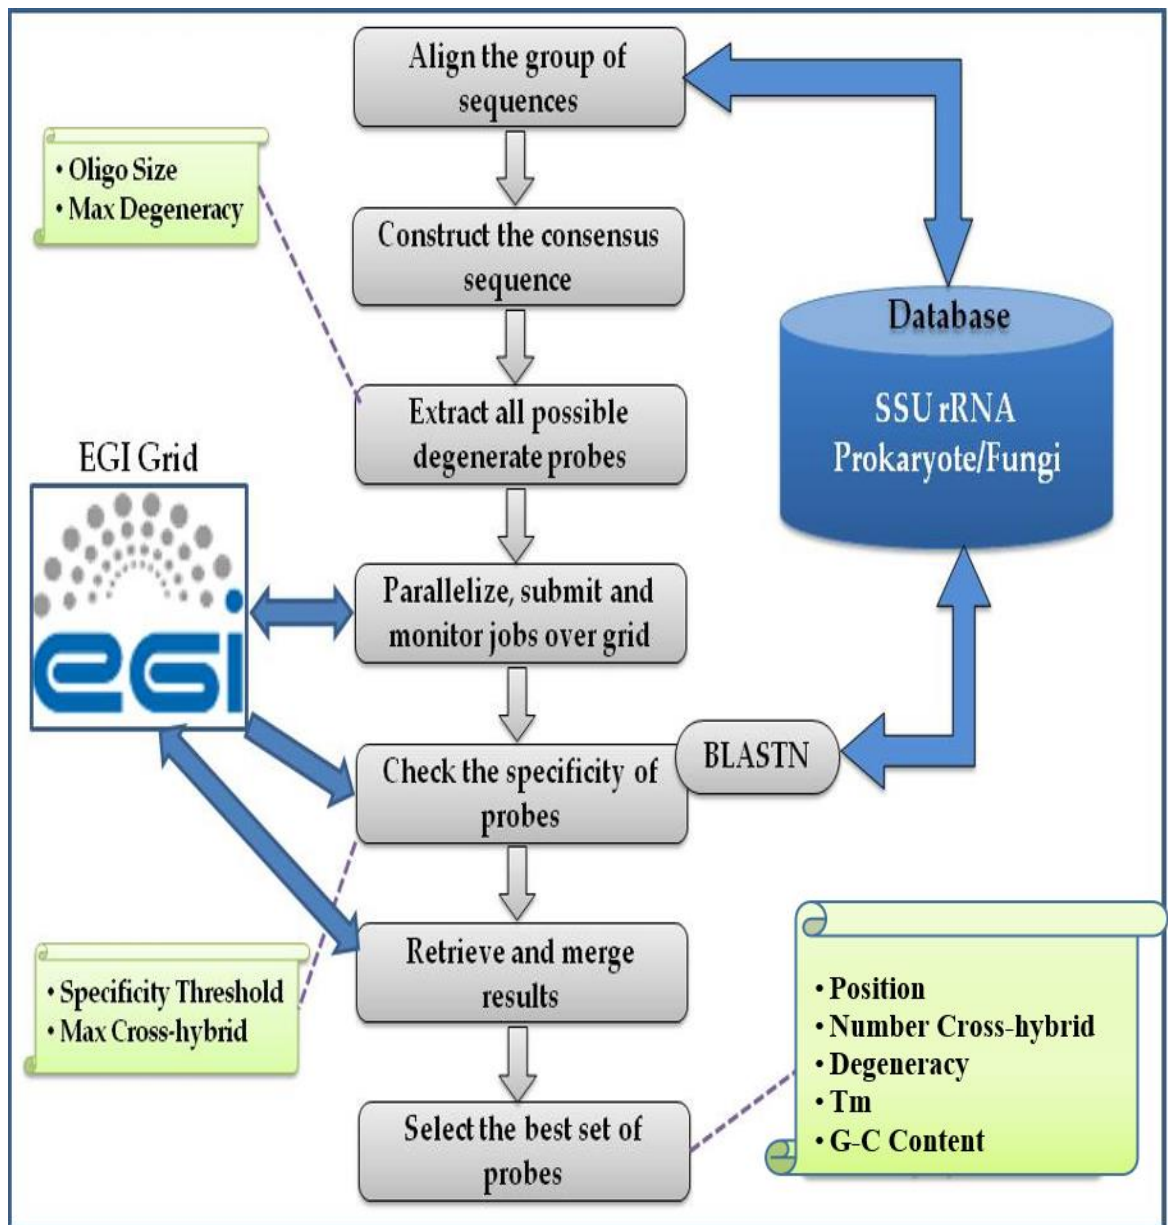 Align the group of
sequences
• Oligo Size
• Max Degeneracy
Construct the consensus
sequence
Database
SSU rRNA
Prokaryote/Fungi
Extract all possible
degenerate probes
EGI Grid
egi
Parallelize, submit and
monitor jobs over grid
Check the specificity of
probes
BLASTN
Retrieve and merge
results
• Specificity Threshold
• Max Cross-hybrid
• Position
• Number Cross-hybrid
• Degeneracy
• Tm
• G-C Content
Select the best set of
probes